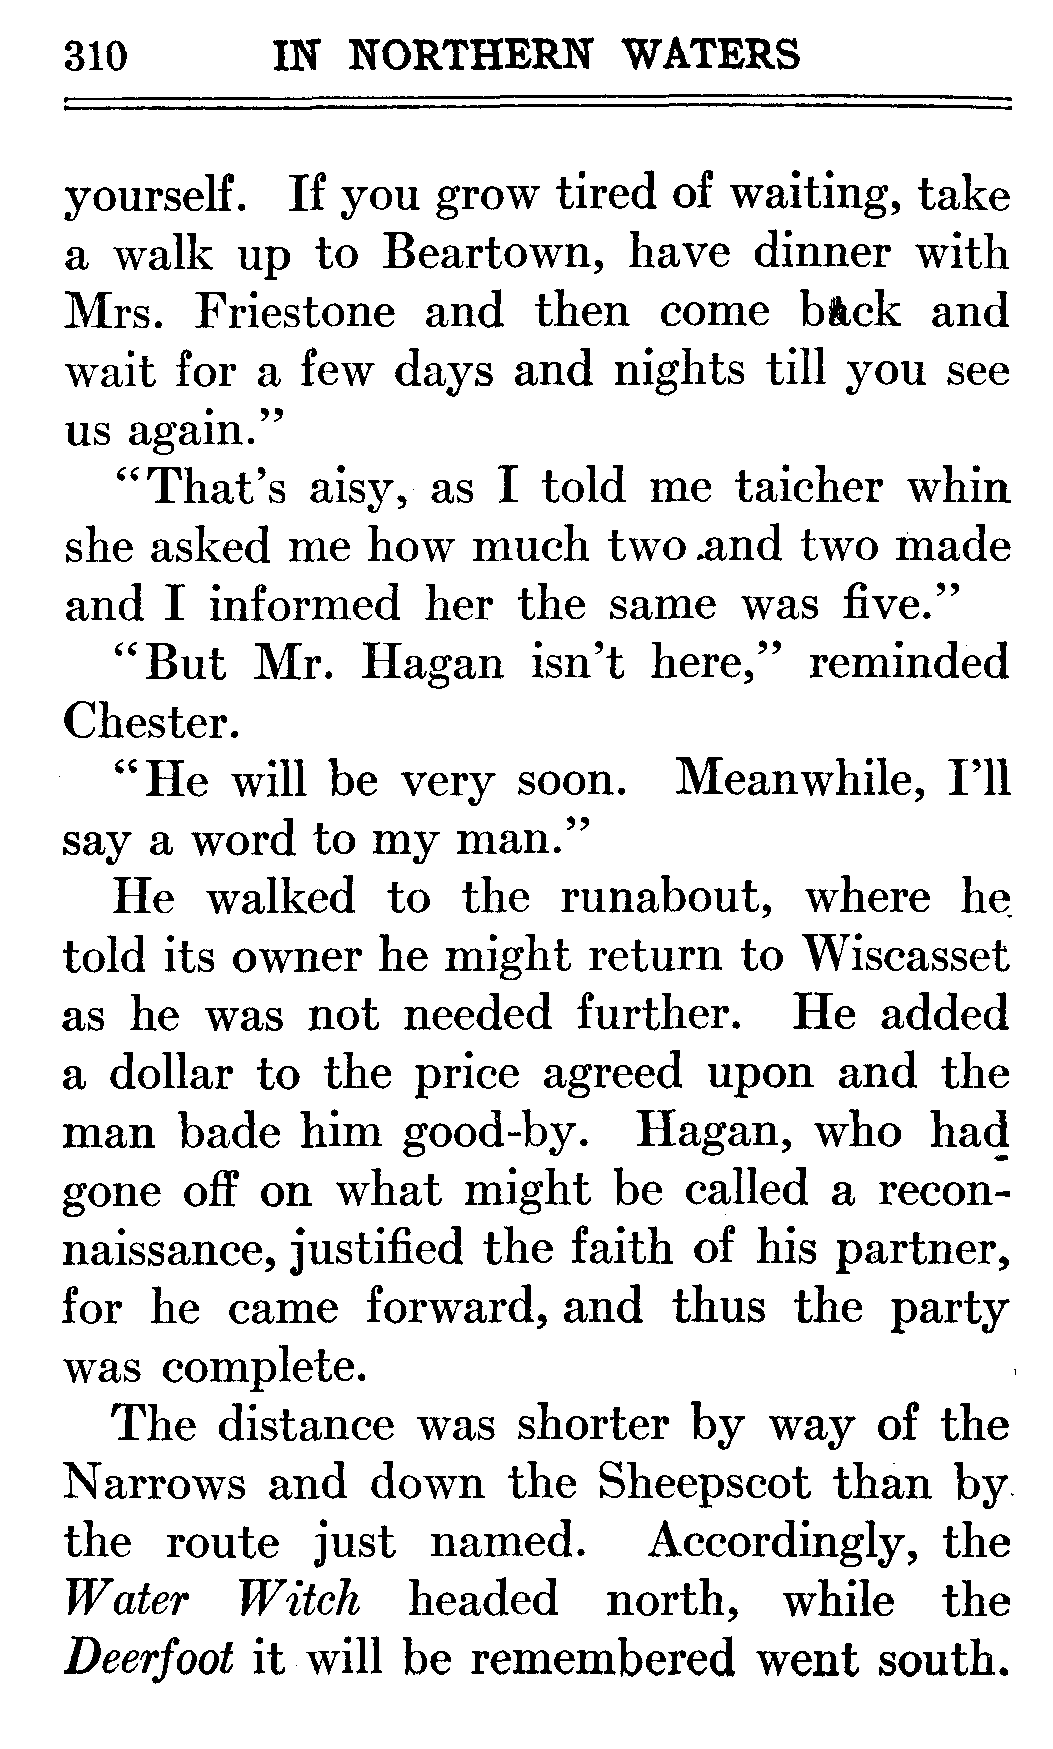 310 IN NORTHERN WATERS
yourself. If you grow tired of waiting, take
a walk up to Beartown, have dinner with
Mrs. Friestone and then come back and
wait for a few days and nights till you see
us again."
"That's aisy, as I told me taicher whin
she asked me how much two and two made
and I informed her the same was five."
"But Mr. Hagan isn't here," reminded
Chester.
"He will be very soon. Meanwhile, I'll
say a word to my man."
He walked to the runabout, where he
told its owner he might return to Wiscasset
as he was not needed further. He added
a dollar to the price agreed upon and the
man bade him good-by. Hagan, who had
gone off on what might be called a recon-
naissance, justified the faith of his partner,
for he came forward, and thus the party
was complete.
The distance was shorter by way of the
Narrows and down the Sheepscot than by
the route just named. Accordingly, the
Water Witch headed north, while the
Deerfoot it will be remembered went south.